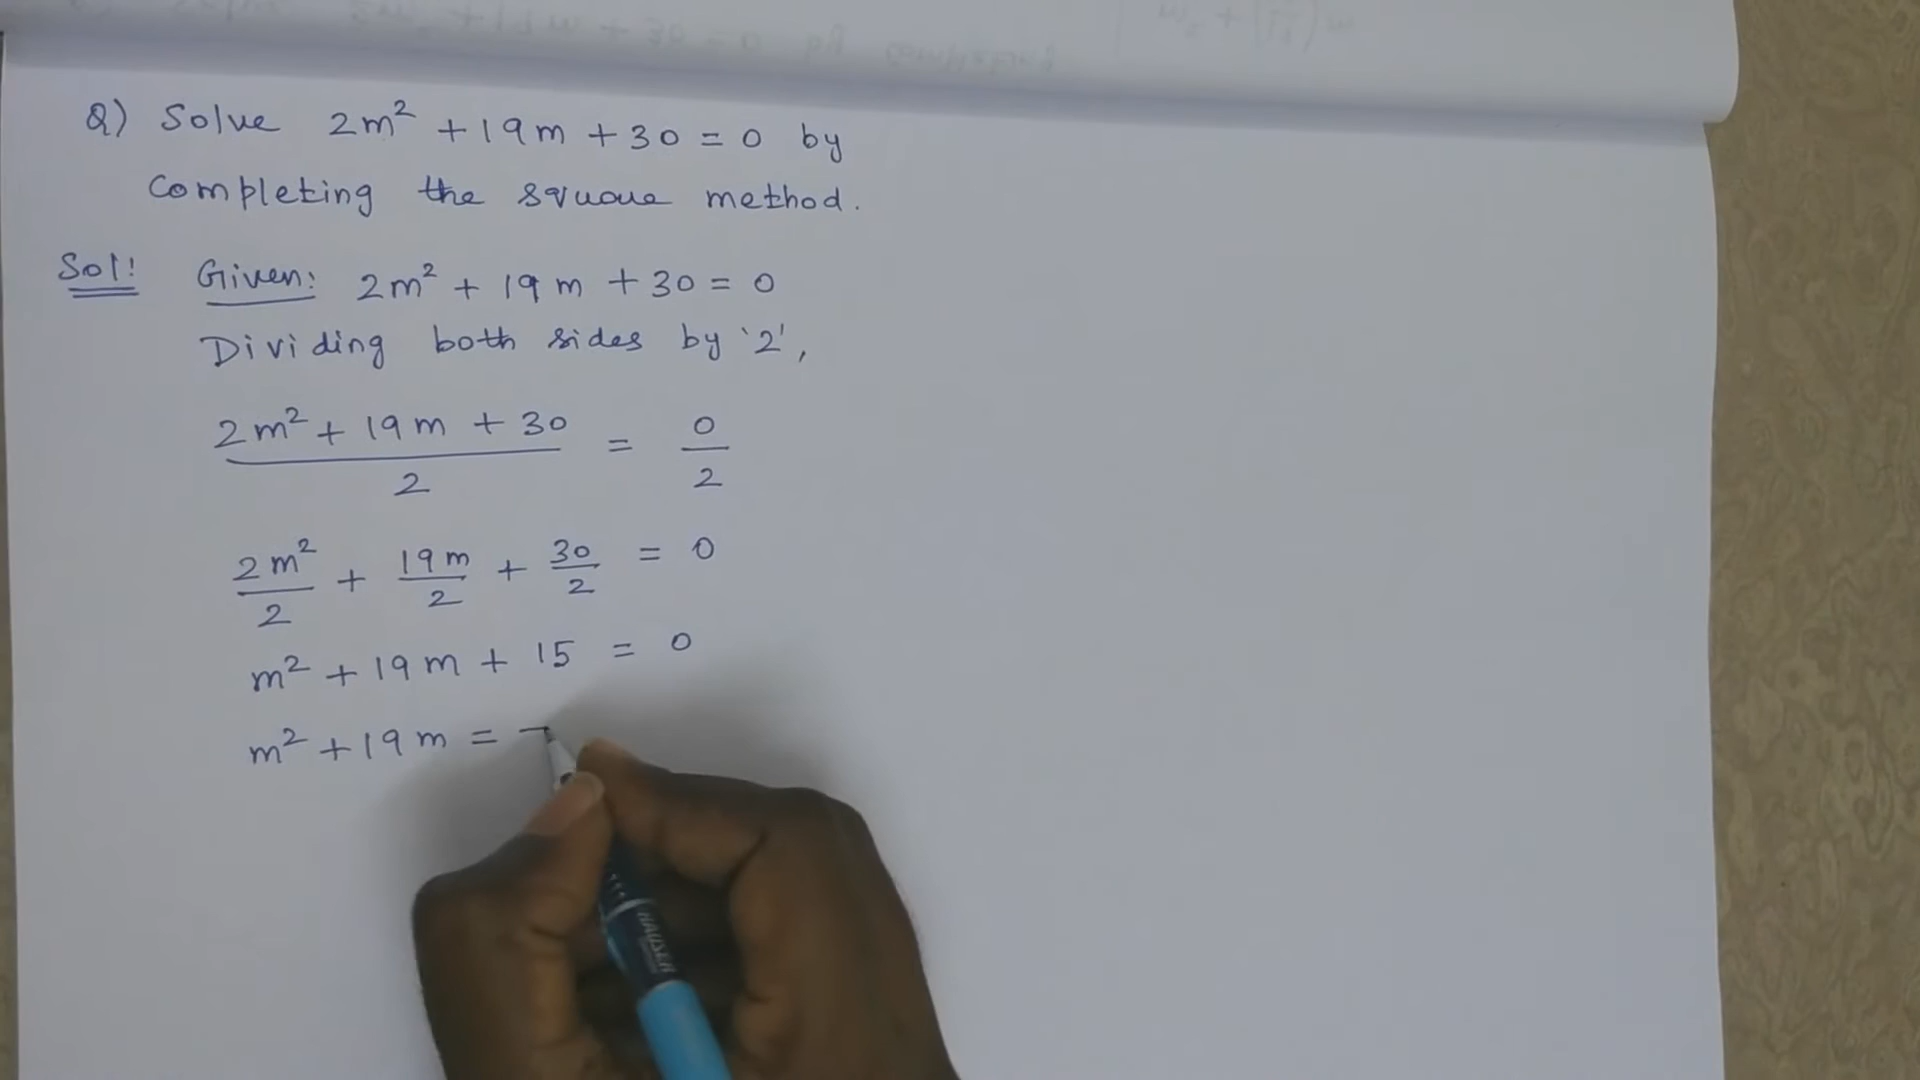 Q) Solve 2m² + 19m + 30 = 0 by
completing the square method.
Sol: Given: 2m² + 19m + 30 = 0
Dividing both sides by '2',
2m² + 19m + 30 / 2 = 0 / 2
2m²/2 + 19m/2 + 30/2 = 0
m² + 19m + 15 = 0
m² + 19m = -
HAUSER